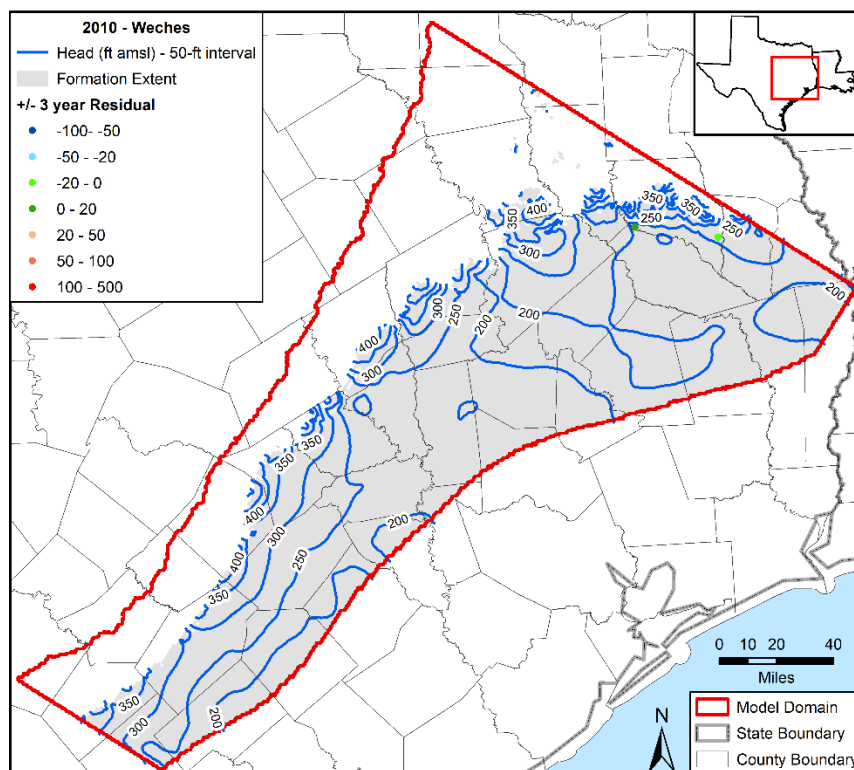 2010 - Weches
Head (ft amsl) - 50-ft interval
Formation Extent
+/- 3 year Residual
-100- -50
-50 - -20
-20 - 0
0 - 20
20 - 50
50 - 100
100 - 500
350
400
350
350
250
250
300
200
200
300
250
200
400
300
350
350
400
300
250
200
400
350
350
300
200
0 10 20 40
Miles
N
Model Domain
State Boundary
County Boundary